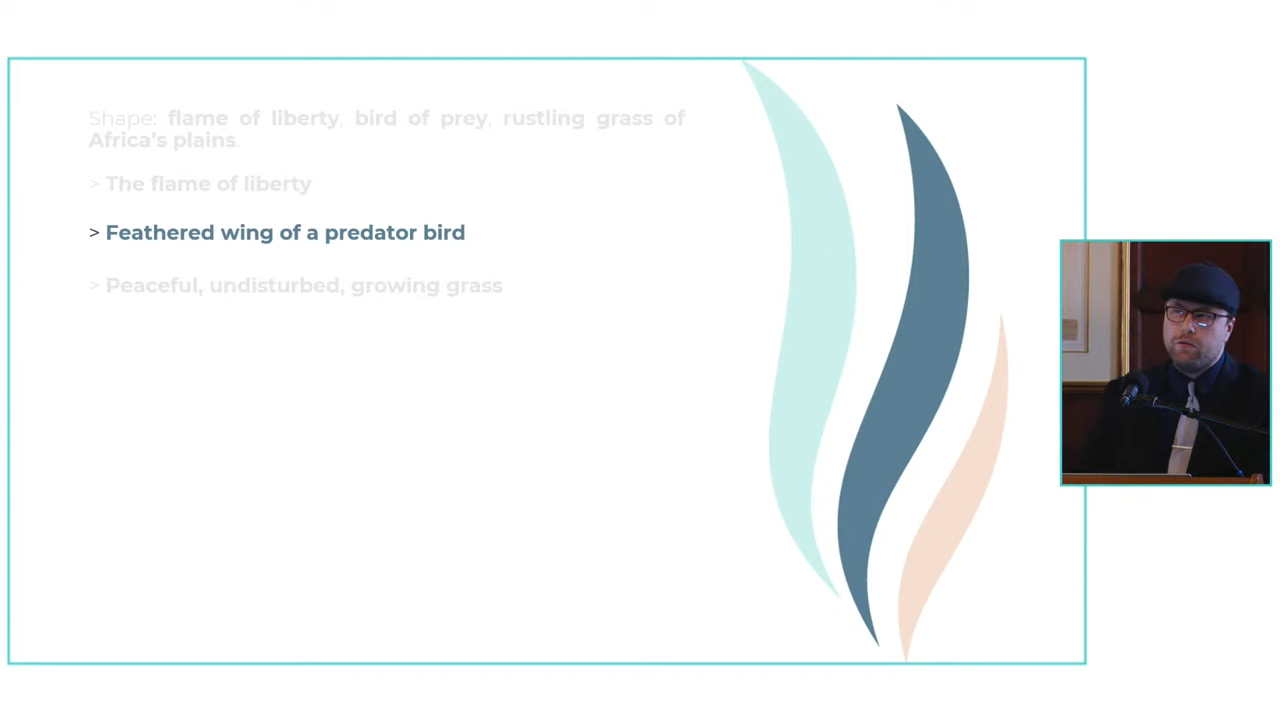 Shape: flame of liberty, bird of prey, rustling grass of
Africa's plains.
> The flame of liberty
> Feathered wing of a predator bird
> Peaceful, undisturbed, growing grass